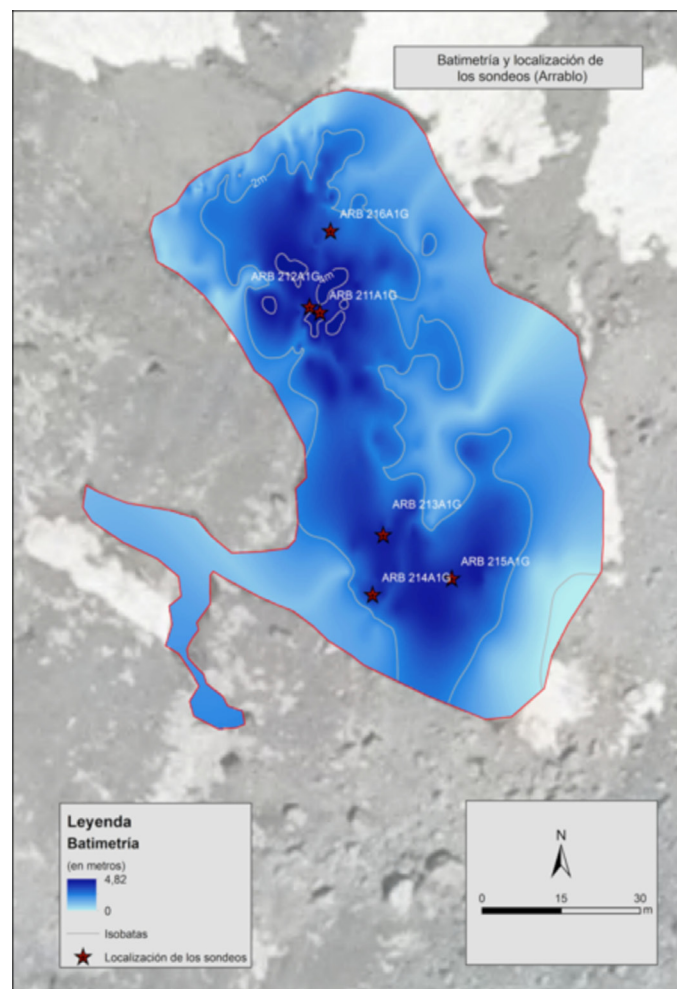 Batimetría y localización de
los sondeos (Arrablo)
2m
ARB 216A1G
ARB 212A1G
4m
ARB 211A1G
ARB 213A1G
ARB 215A1G
ARB 214A1G
Leyenda
Batimetría
(en metros)
4,82
0
Isobatas
Localización de los sondeos
N
0 15 30
m